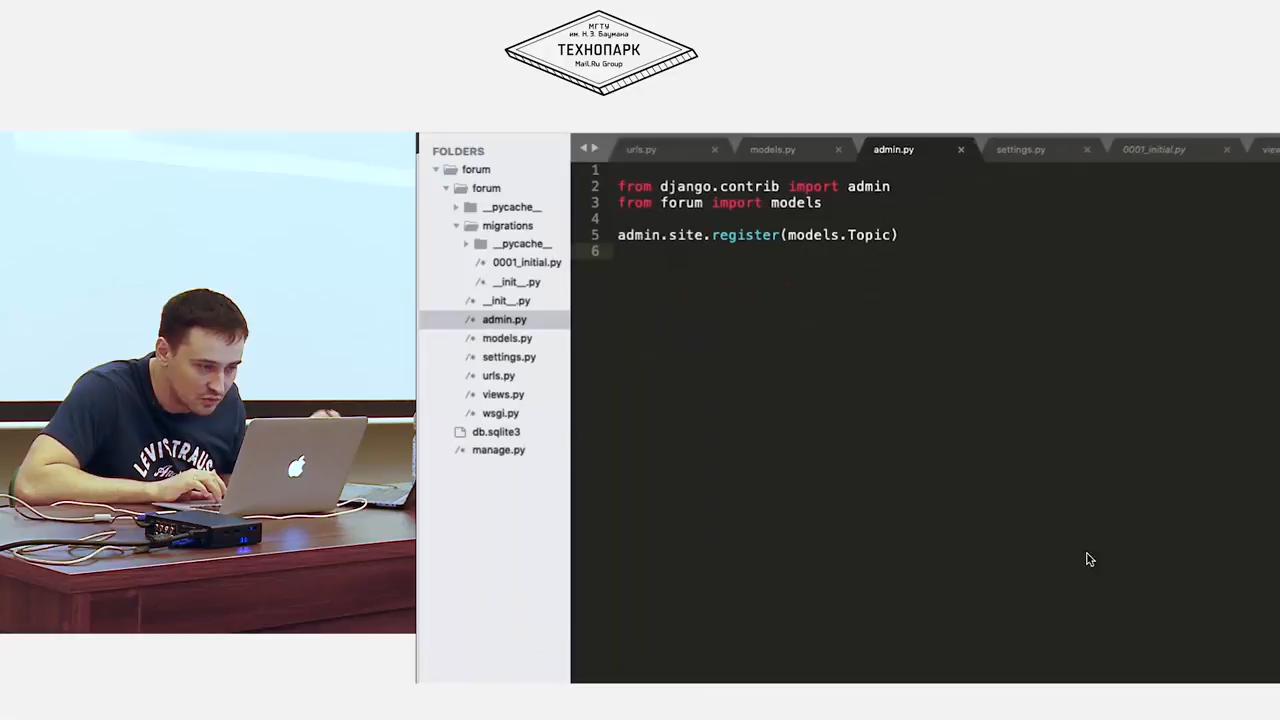 МГТУ
им. Н. Э. Баумана
ТЕХНОПАРК
Mail.Ru Group
FOLDERS
forum
forum
__pycache__
migrations
__pycache__
0001_initial.py
__init__.py
__init__.py
admin.py
models.py
settings.py
urls.py
views.py
wsgi.py
db.sqlite3
manage.py
urls.py
models.py
admin.py
settings.py
0001_initial.py
1
2 from django.contrib import admin
3 from forum import models
4
5 admin.site.register(models.Topic)
6
LEVI STRAUSS